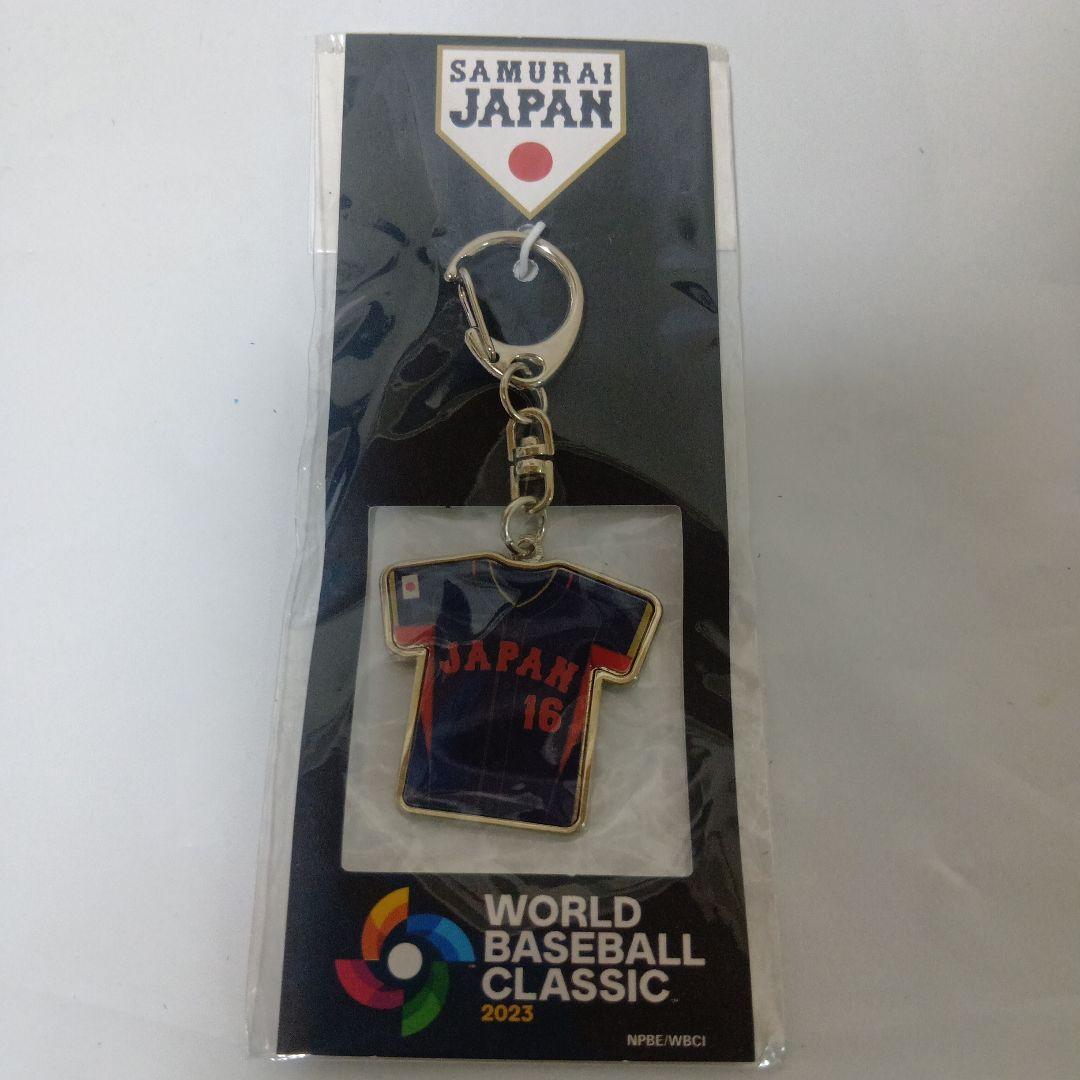 SAMURAI
JAPAN
JAPAN
16
WORLD
BASEBALL
CLASSIC
2023
NPBE/WBCI